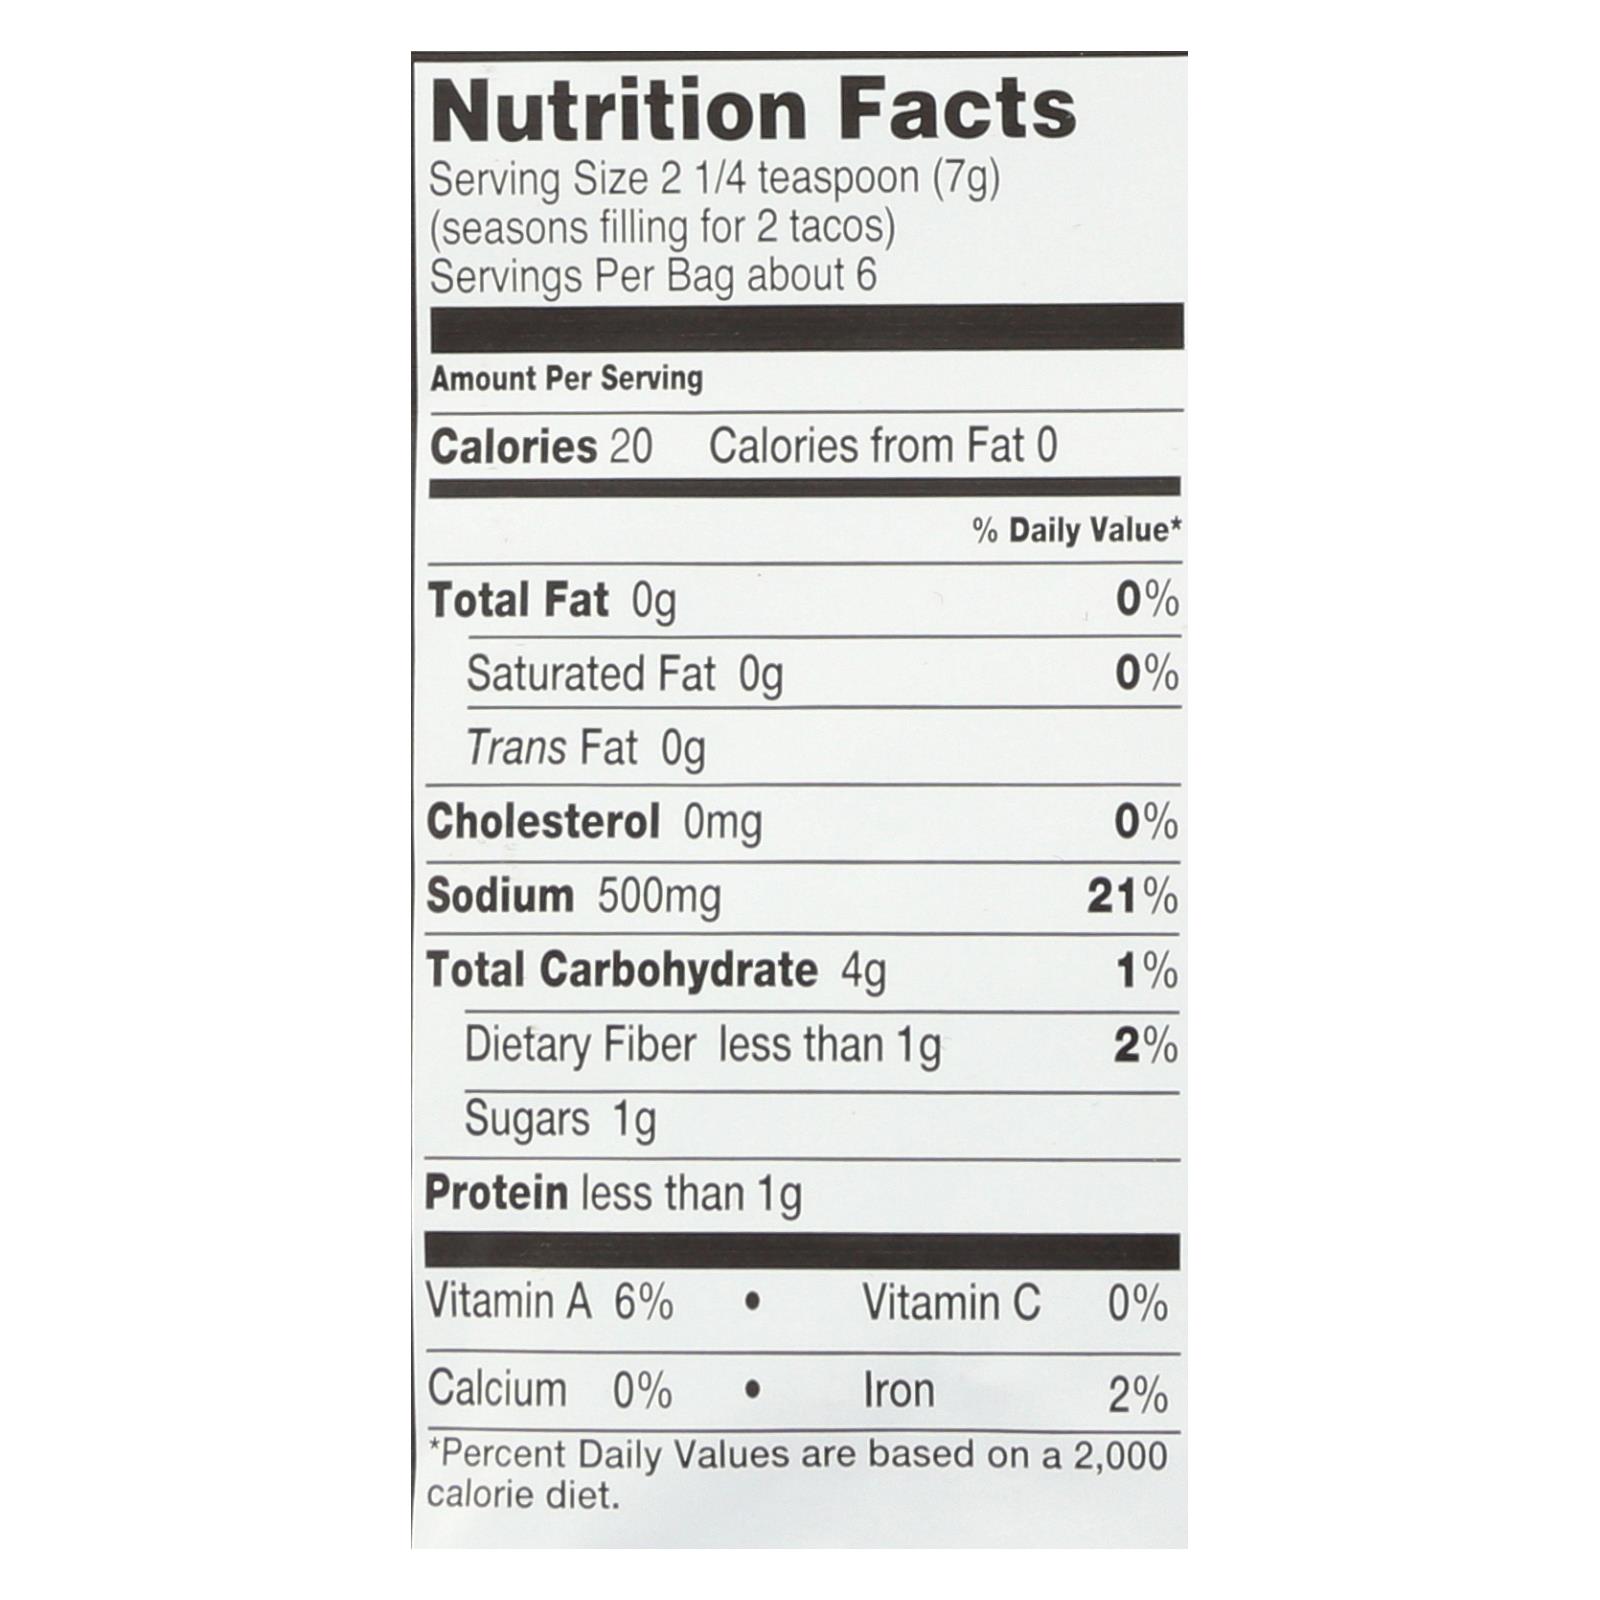 Nutrition Facts
Serving Size 2 1/4 teaspoon (7g)
(seasons filling for 2 tacos)
Servings Per Bag about 6
Amount Per Serving
Calories 20 Calories from Fat 0
% Daily Value*
Total Fat 0g 0%
Saturated Fat 0g 0%
Trans Fat 0g
Cholesterol 0mg 0%
Sodium 500mg 21%
Total Carbohydrate 4g 1%
Dietary Fiber less than 1g 2%
Sugars 1g
Protein less than 1g
Vitamin A 6% • Vitamin C 0%
Calcium 0% • Iron 2%
*Percent Daily Values are based on a 2,000
calorie diet.